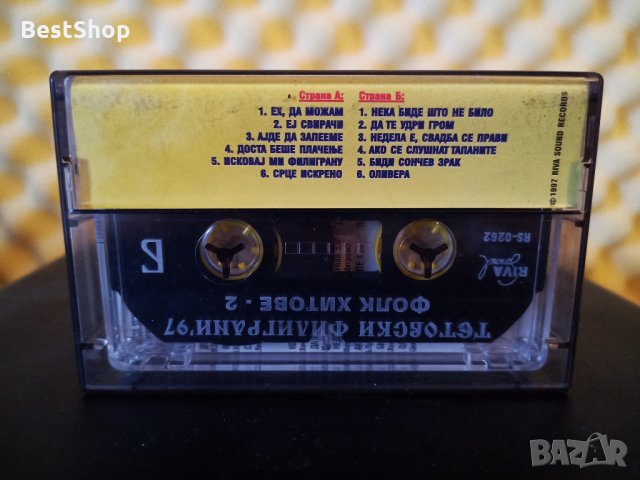 BestShop
Страна А:
1. ЕХ, ДА МОЖАМ
2. ЕЈ СВИРАЧИ
3. АЈДЕ ДА ЗАПЕЕМЕ
4. ДОСТА БЕШЕ ПЛАЧЕЊЕ
5. ИСКОВАЈ МИ ФИЛИГРАНУ
6. СРЦЕ ИСКРЕНО
Страна Б:
1. НЕКА БИДЕ ШТО НЕ БИЛО
2. ДА ТЕ УДРИ ГРОМ
3. НЕДЕЛА Е, СВАДБА СЕ ПРАВИ
4. АКО СЕ СЛУШНАТ ТАПАНИТЕ
5. БИДИ СОНЧЕВ ЗРАК
6. ОЛИВЕРА
©1997 RIVA SOUND RECORDS
RS-0262
RIVA
Sound
ФОЛК ХИТОВЕ - 2
ТЕТОВСКИ ФИЛИГРАНИ '97
BAZAR